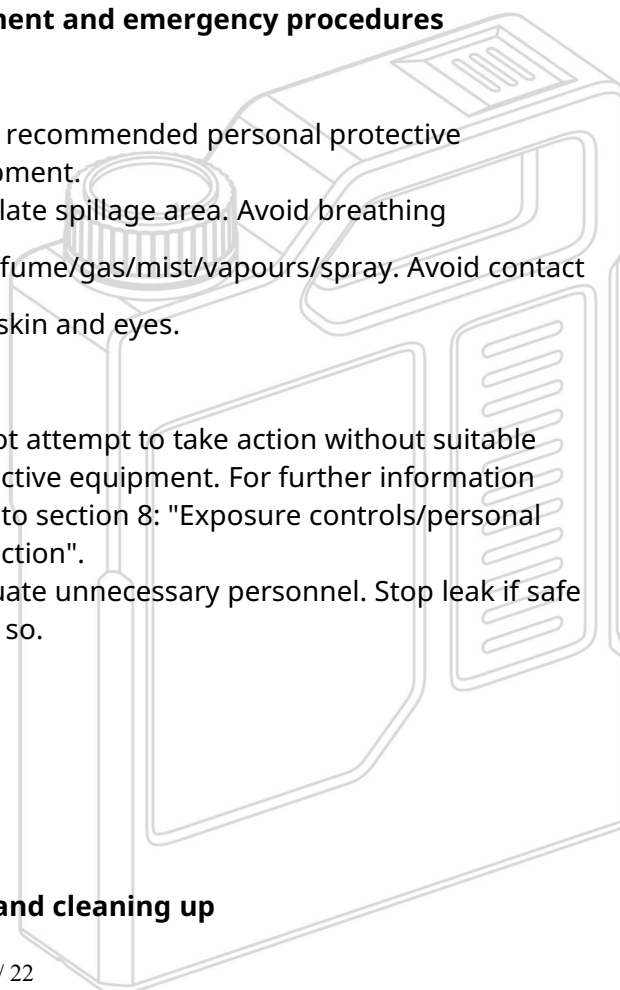 ment and emergency procedures
recommended personal protective
pment.
late spillage area. Avoid breathing
fume/gas/mist/vapours/spray. Avoid contact
skin and eyes.
ot attempt to take action without suitable
ctive equipment. For further information
to section 8: "Exposure controls/personal
ction".
uate unnecessary personnel. Stop leak if safe
so.
and cleaning up
/ 22